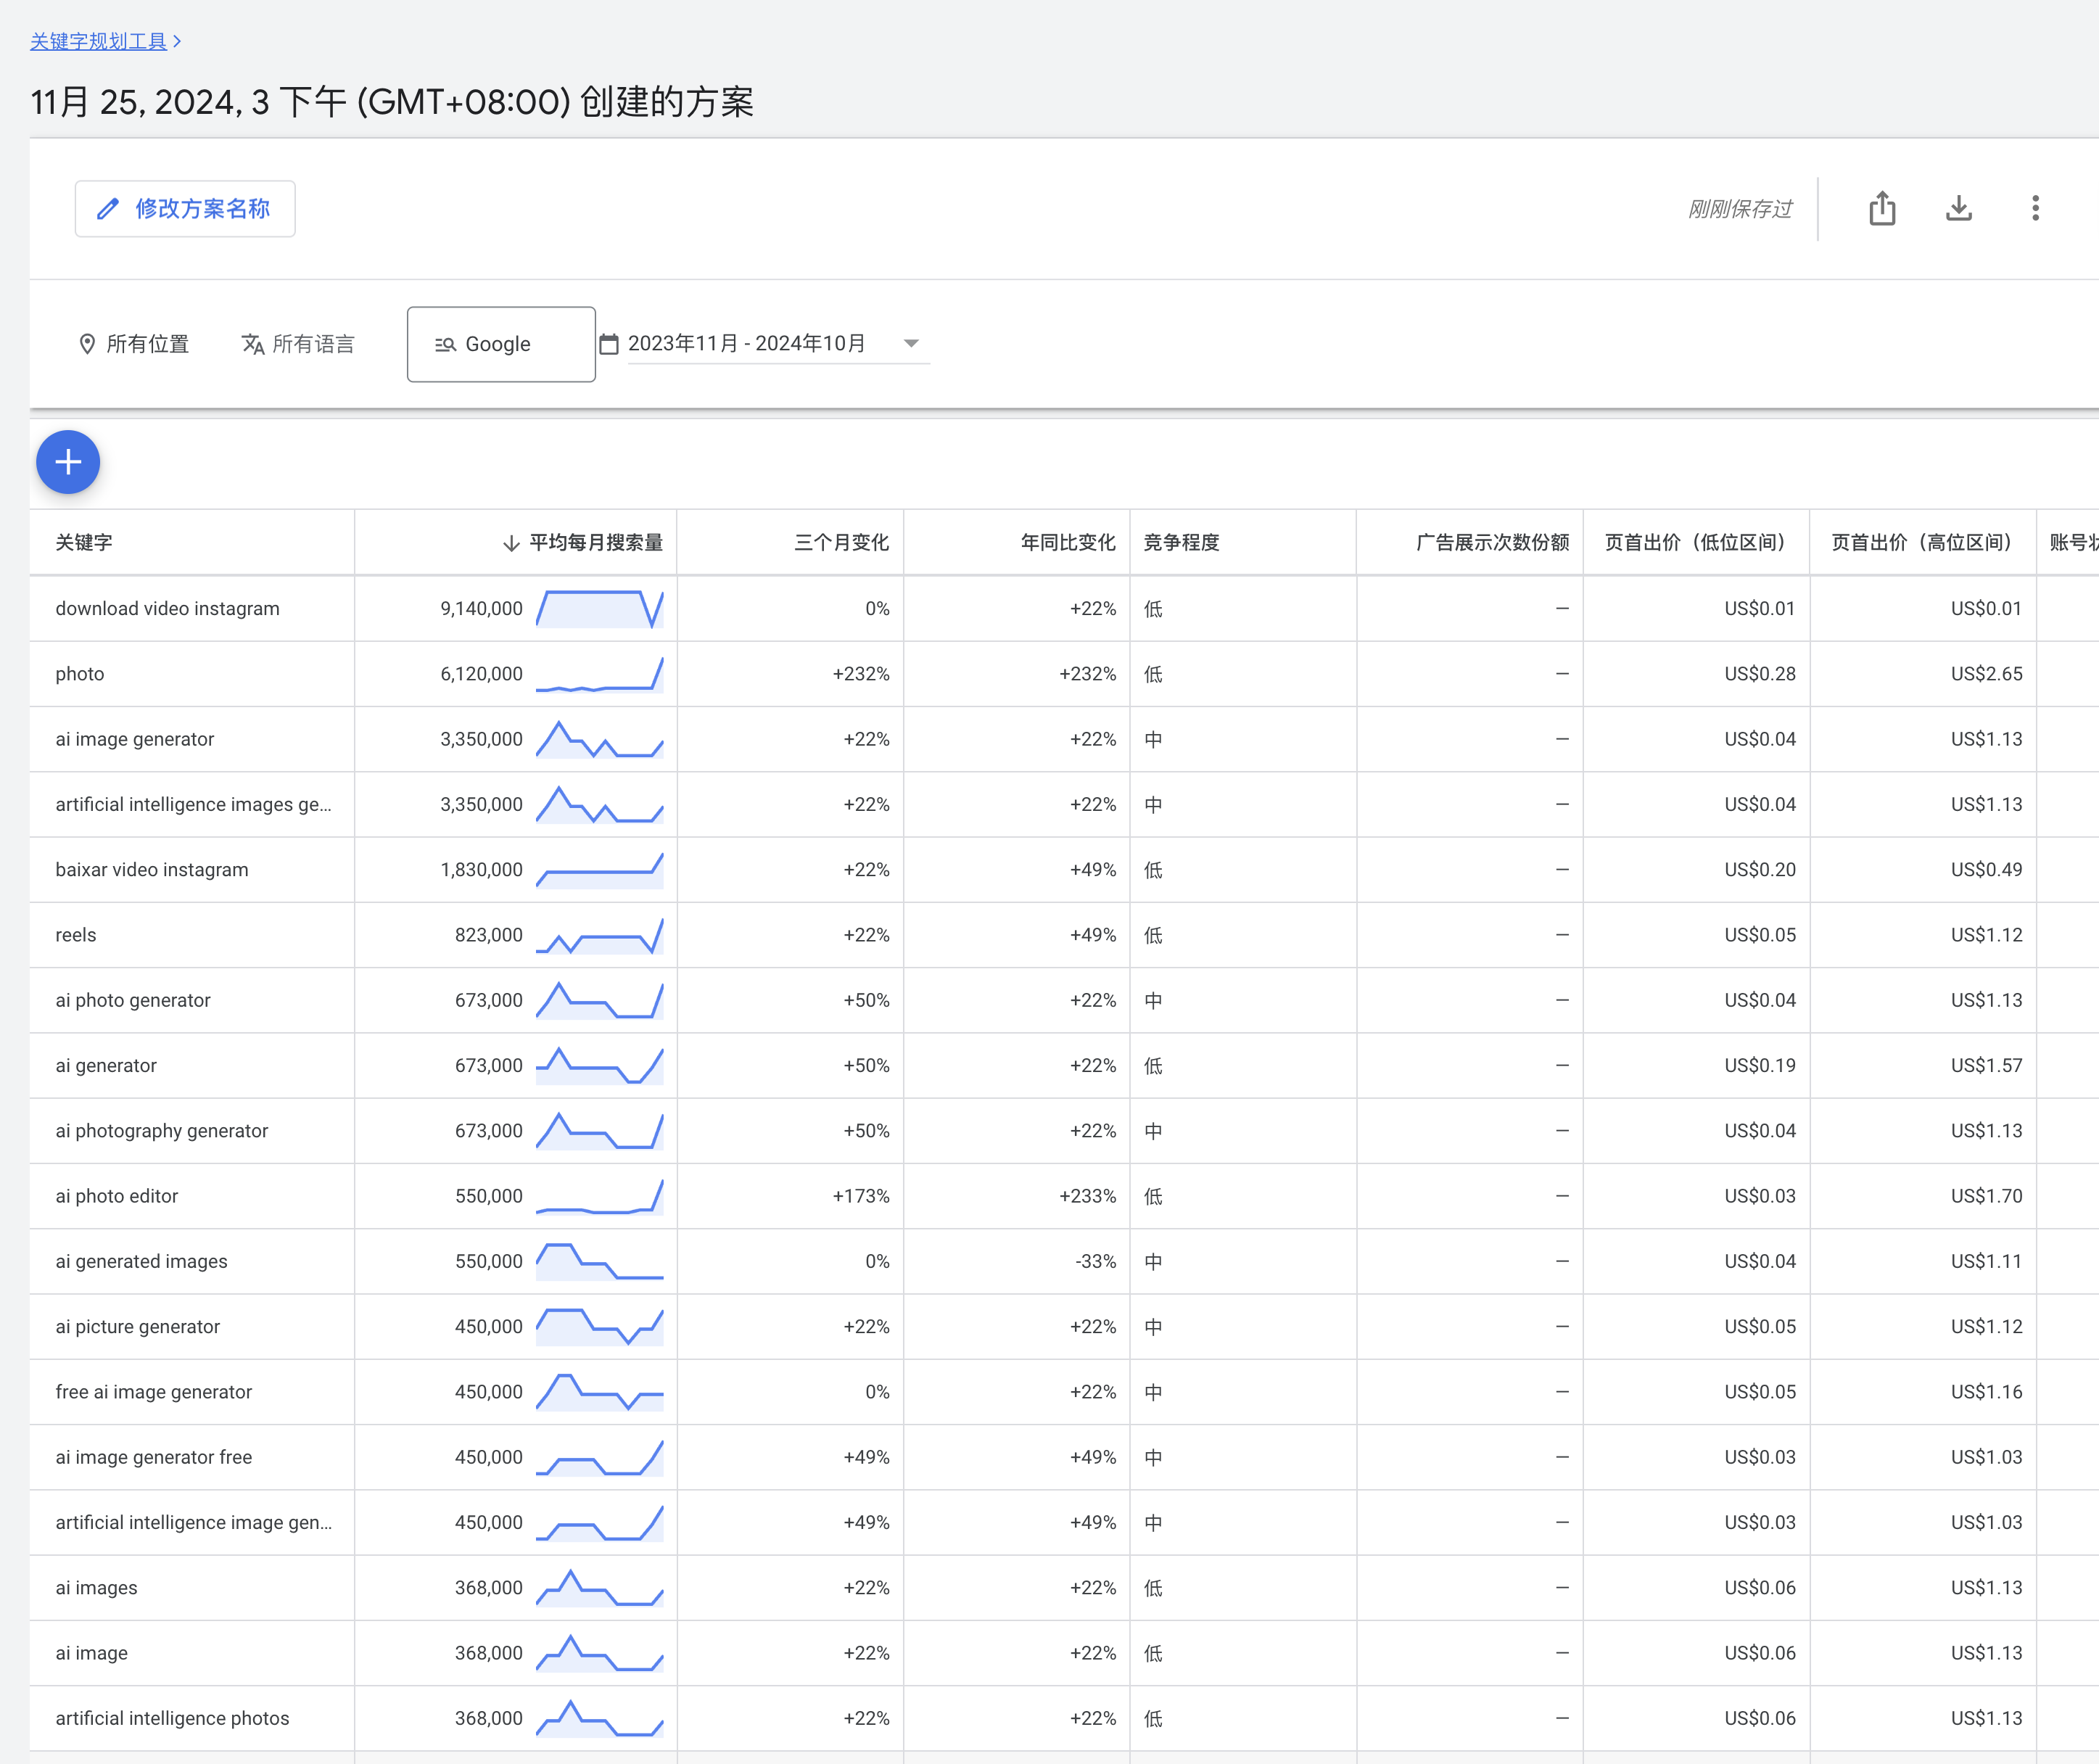 关键字规划工具
11月 25, 2024, 3 下午 (GMT+08:00) 创建的方案
修改方案名称 刚刚保存过
所有位置 所有语言 Google 2023年11月 - 2024年10月
关键字 平均每月搜索量 三个月变化 年同比变化 竞争程度 广告展示次数份额 页首出价（低位区间） 页首出价（高位区间） 账号
download video instagram 9,140,000 0% +22% 低 — US$0.01 US$0.01
photo 6,120,000 +232% +232% 低 — US$0.28 US$2.65
ai image generator 3,350,000 +22% +22% 中 — US$0.04 US$1.13
artificial intelligence images ge... 3,350,000 +22% +22% 中 — US$0.04 US$1.13
baixar video instagram 1,830,000 +22% +49% 低 — US$0.20 US$0.49
reels 823,000 +22% +49% 低 — US$0.05 US$1.12
ai photo generator 673,000 +50% +22% 中 — US$0.04 US$1.13
ai generator 673,000 +50% +22% 低 — US$0.19 US$1.57
ai photography generator 673,000 +50% +22% 中 — US$0.04 US$1.13
ai photo editor 550,000 +173% +233% 低 — US$0.03 US$1.70
ai generated images 550,000 0% -33% 中 — US$0.04 US$1.11
ai picture generator 450,000 +22% +22% 中 — US$0.05 US$1.12
free ai image generator 450,000 0% +22% 中 — US$0.05 US$1.16
ai image generator free 450,000 +49% +49% 中 — US$0.03 US$1.03
artificial intelligence image gen... 450,000 +49% +49% 中 — US$0.03 US$1.03
ai images 368,000 +22% +22% 低 — US$0.06 US$1.13
ai image 368,000 +22% +22% 低 — US$0.06 US$1.13
artificial intelligence photos 368,000 +22% +22% 低 — US$0.06 US$1.13